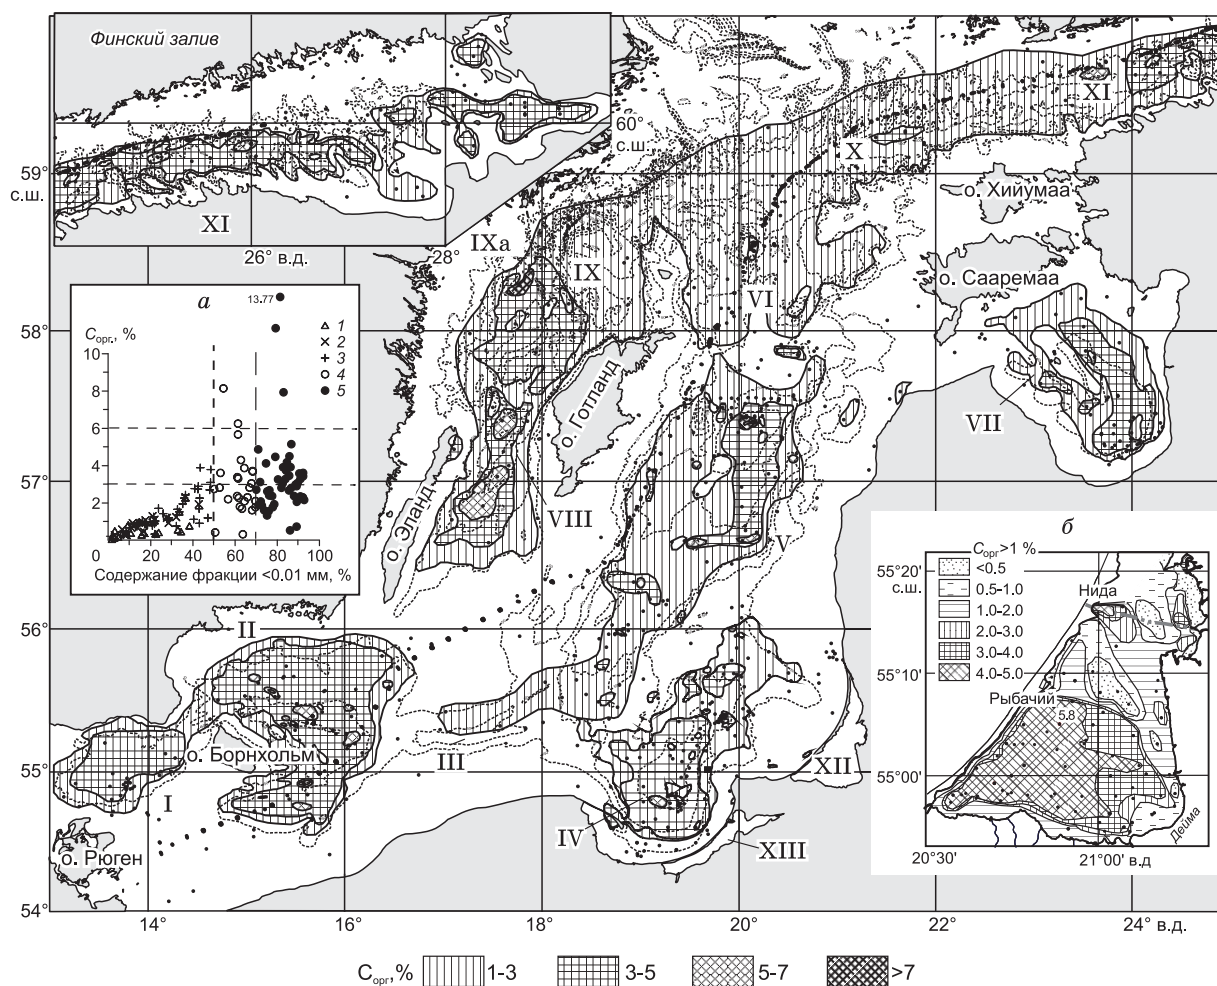 Финский залив
XI
26° в.д.
28°
60°
с.ш.
59°
с.ш.
58°
57°
56°
55°
54°
14°
16°
18°
20°
22°
24° в.д.
IXа
IX
X
XI
VI
VII
VIII
V
II
I
III
IV
XII
XIII
о. Хийумаа
о. Сааремаа
о. Готланд
о. Эланд
о. Борнхольм
о. Рюген
а
13.77
Cорг., %
10
8
6
4
2
0
20
40
60
80
100
1
2
3
4
5
Содержание фракции <0.01 мм, %
б
Cорг>1 %
<0.5
0.5-1.0
1.0-2.0
2.0-3.0
3.0-4.0
4.0-5.0
55°20'
с.ш.
55°10'
55°00'
Нида
Рыбачий
5.8
Дейма
20°30'
21°00' в.д
Cорг,% 1-3 3-5 5-7 >7